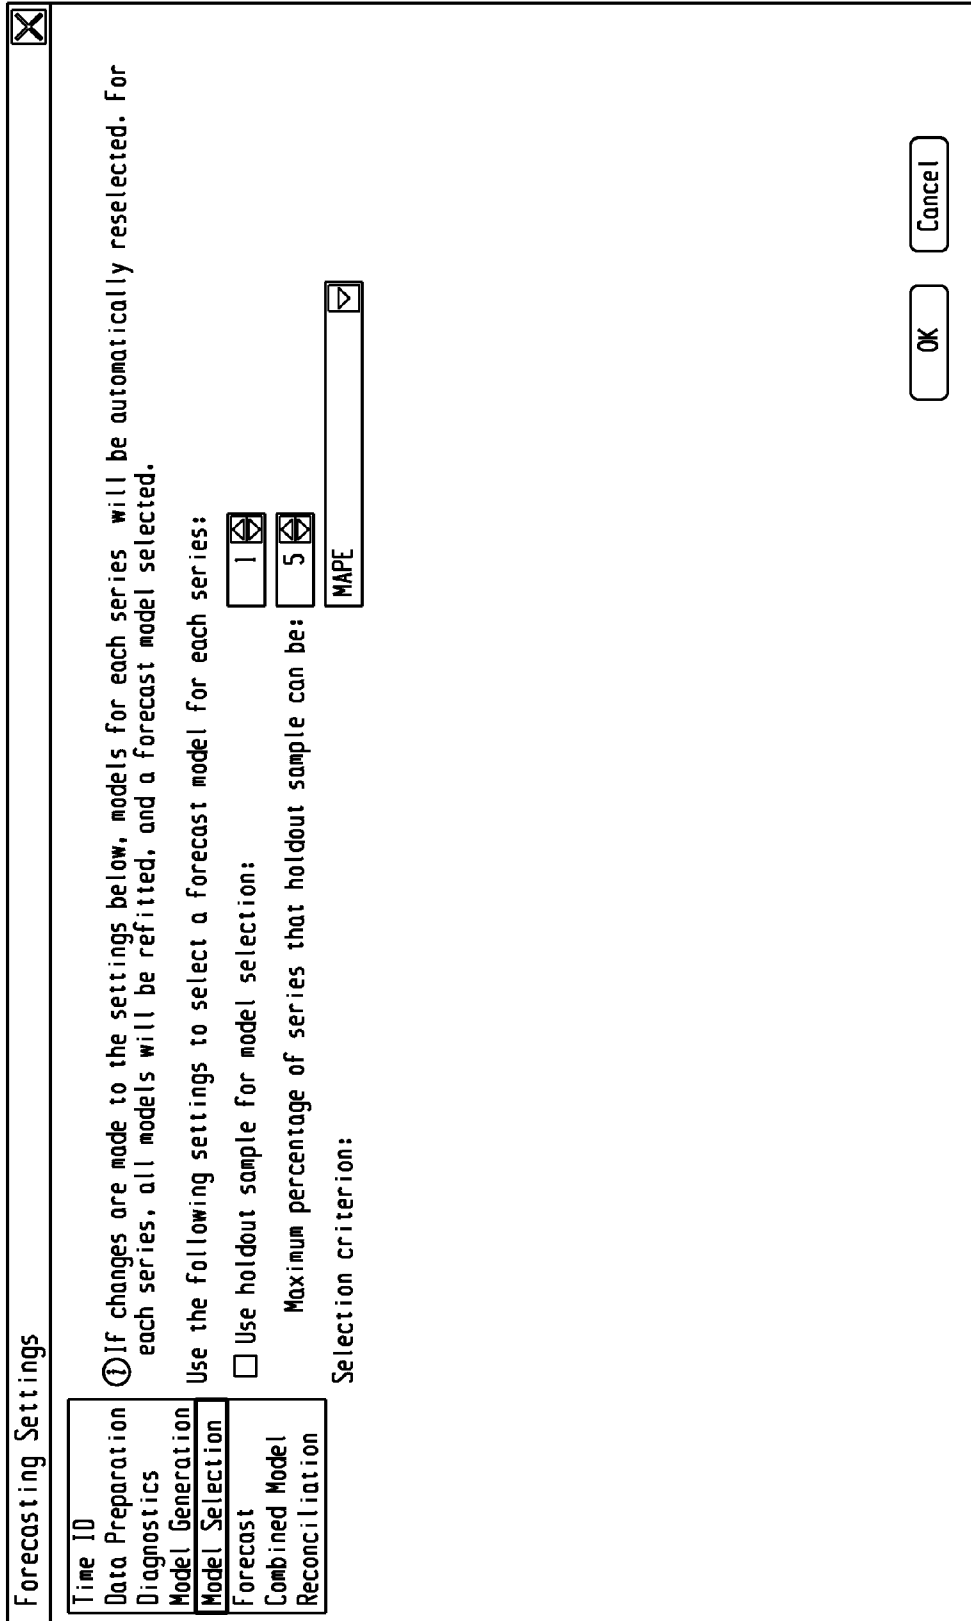 Forecasting Settings
Time ID
Data Preparation
Diagnostics
Model Generation
Model Selection
Forecast
Combined Model
Reconciliation
If changes are made to the settings below, models for each series will be automatically reselected. For
each series, all models will be refitted, and a forecast model selected.
Use the following settings to select a forecast model for each series:
Use holdout sample for model selection: 1
Maximum percentage of series that holdout sample can be: 5
Selection criterion: MAPE
OK Cancel